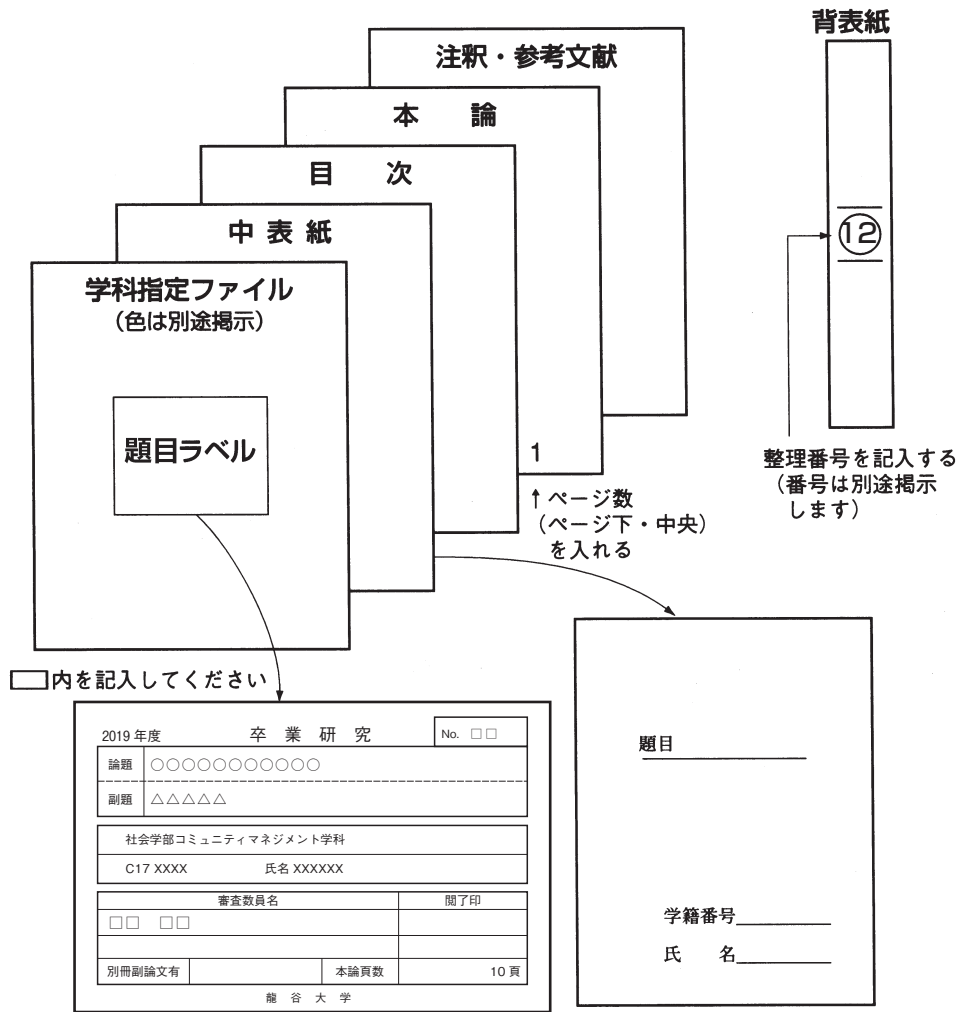 背表紙
注釈・参考文献
本　論
目　次
中表紙
学科指定ファイル
（色は別途掲示）
題目ラベル
12
1
↑ページ数
（ページ下・中央）
を入れる
整理番号を記入する
（番号は別途掲示
します）
内を記入してください
2019 年度　卒業研究　No. □□
論題　○○○○○○○○○○○
副題　△△△△△
社会学部コミュニティマネジメント学科
C17 XXXX　氏名 XXXXXX
審査数員名　閲了印
□□　□□
別冊副論文有　本論頁数　10 頁
龍谷大学
題目
学籍番号
氏　名